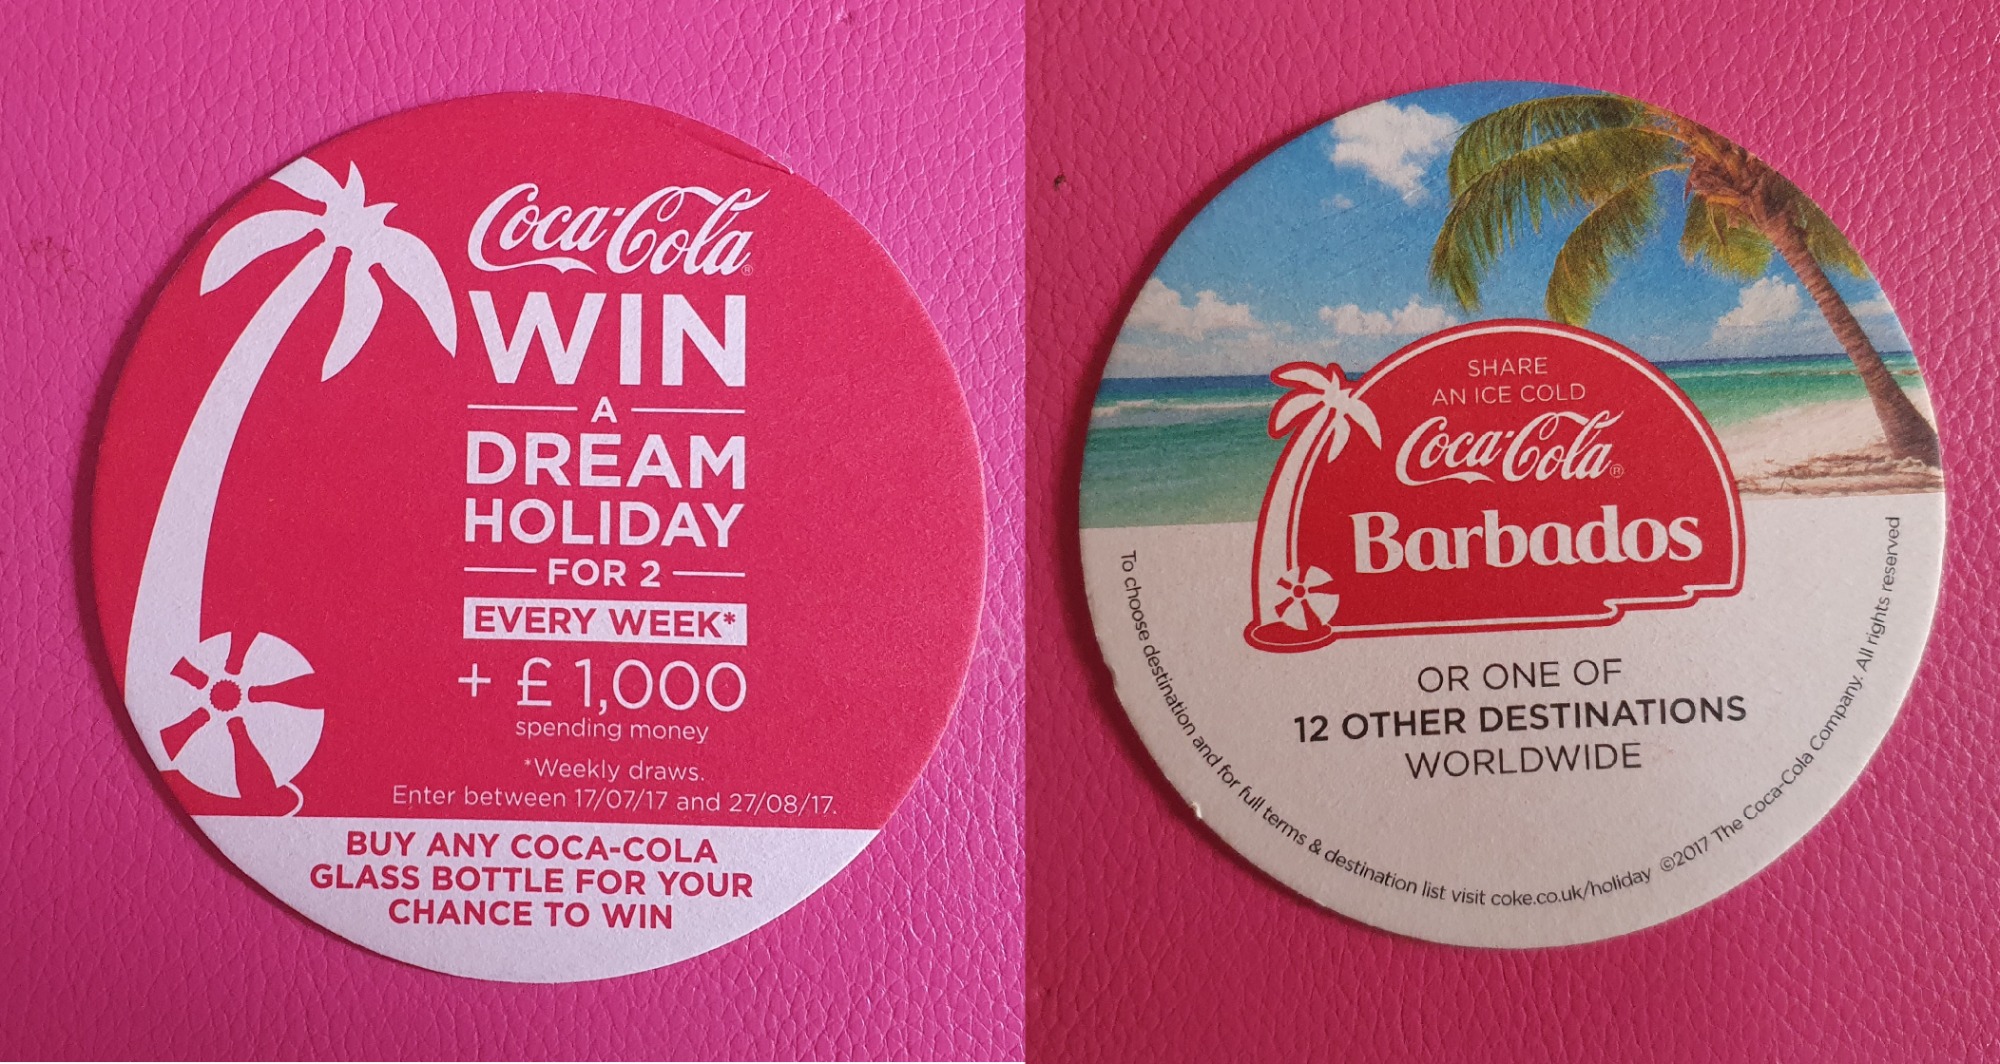 Coca-Cola®
WIN
A
DREAM
HOLIDAY
FOR 2
EVERY WEEK*
+ £1,000
spending money
*Weekly draws.
Enter between 17/07/17 and 27/08/17.
BUY ANY COCA-COLA
GLASS BOTTLE FOR YOUR
CHANCE TO WIN
SHARE
AN ICE COLD
Coca-Cola®
Barbados
OR ONE OF
12 OTHER DESTINATIONS
WORLDWIDE
To choose destination and for full terms & destination list visit coke.co.uk/holiday ©2017 The Coca-Cola Company. All rights reserved